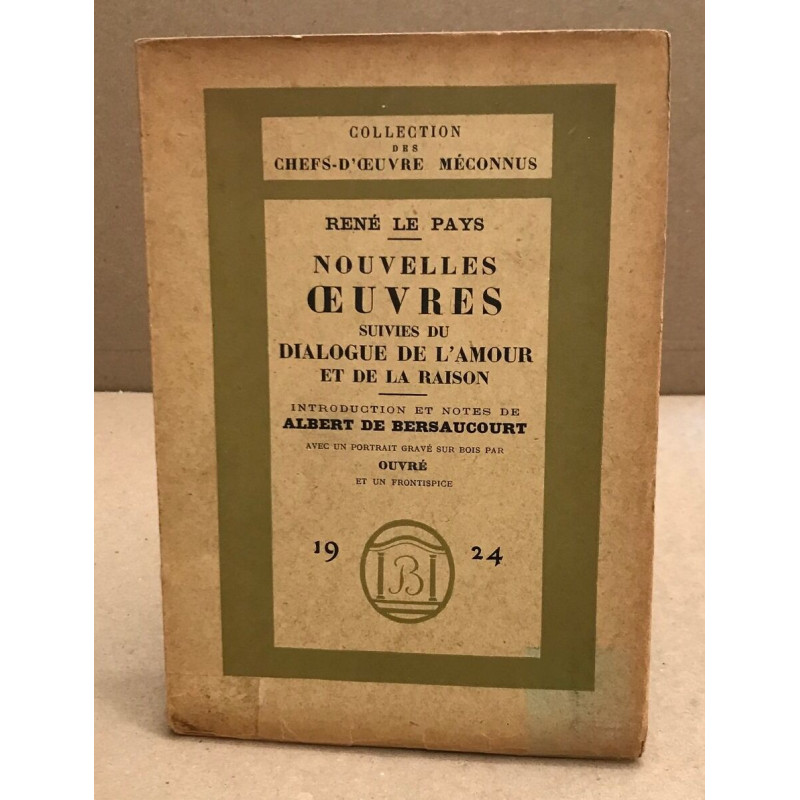 COLLECTION
DES
CHEFS-D'ŒUVRE MÉCONNUS
RENÉ LE PAYS
NOUVELLES
ŒUVRES
SUIVIES DU
DIALOGUE DE L'AMOUR
ET DE LA RAISON
INTRODUCTION ET NOTES DE
ALBERT DE BERSAUCOURT
AVEC UN PORTRAIT GRAVÉ SUR BOIS PAR
OUVRÉ
ET UN FRONTISPICE
19 B 24